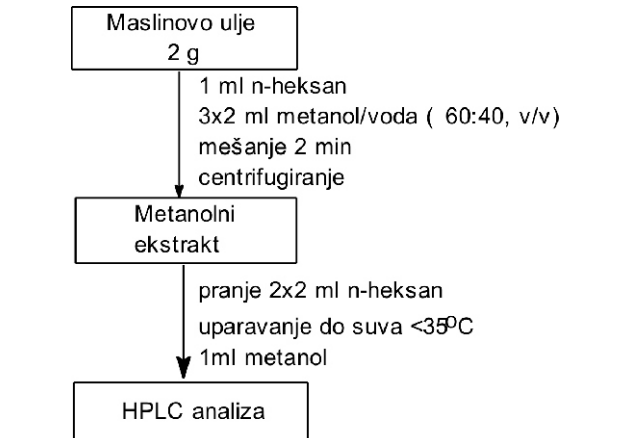 Maslinovo ulje
2 g
1 ml n-heksan
3x2 ml metanol/voda ( 60:40, v/v)
mešanje 2 min
centrifugiranje
Metanolni
ekstrakt
pranje 2x2 ml n-heksan
uparavanje do suva <35ºC
1ml metanol
HPLC analiza